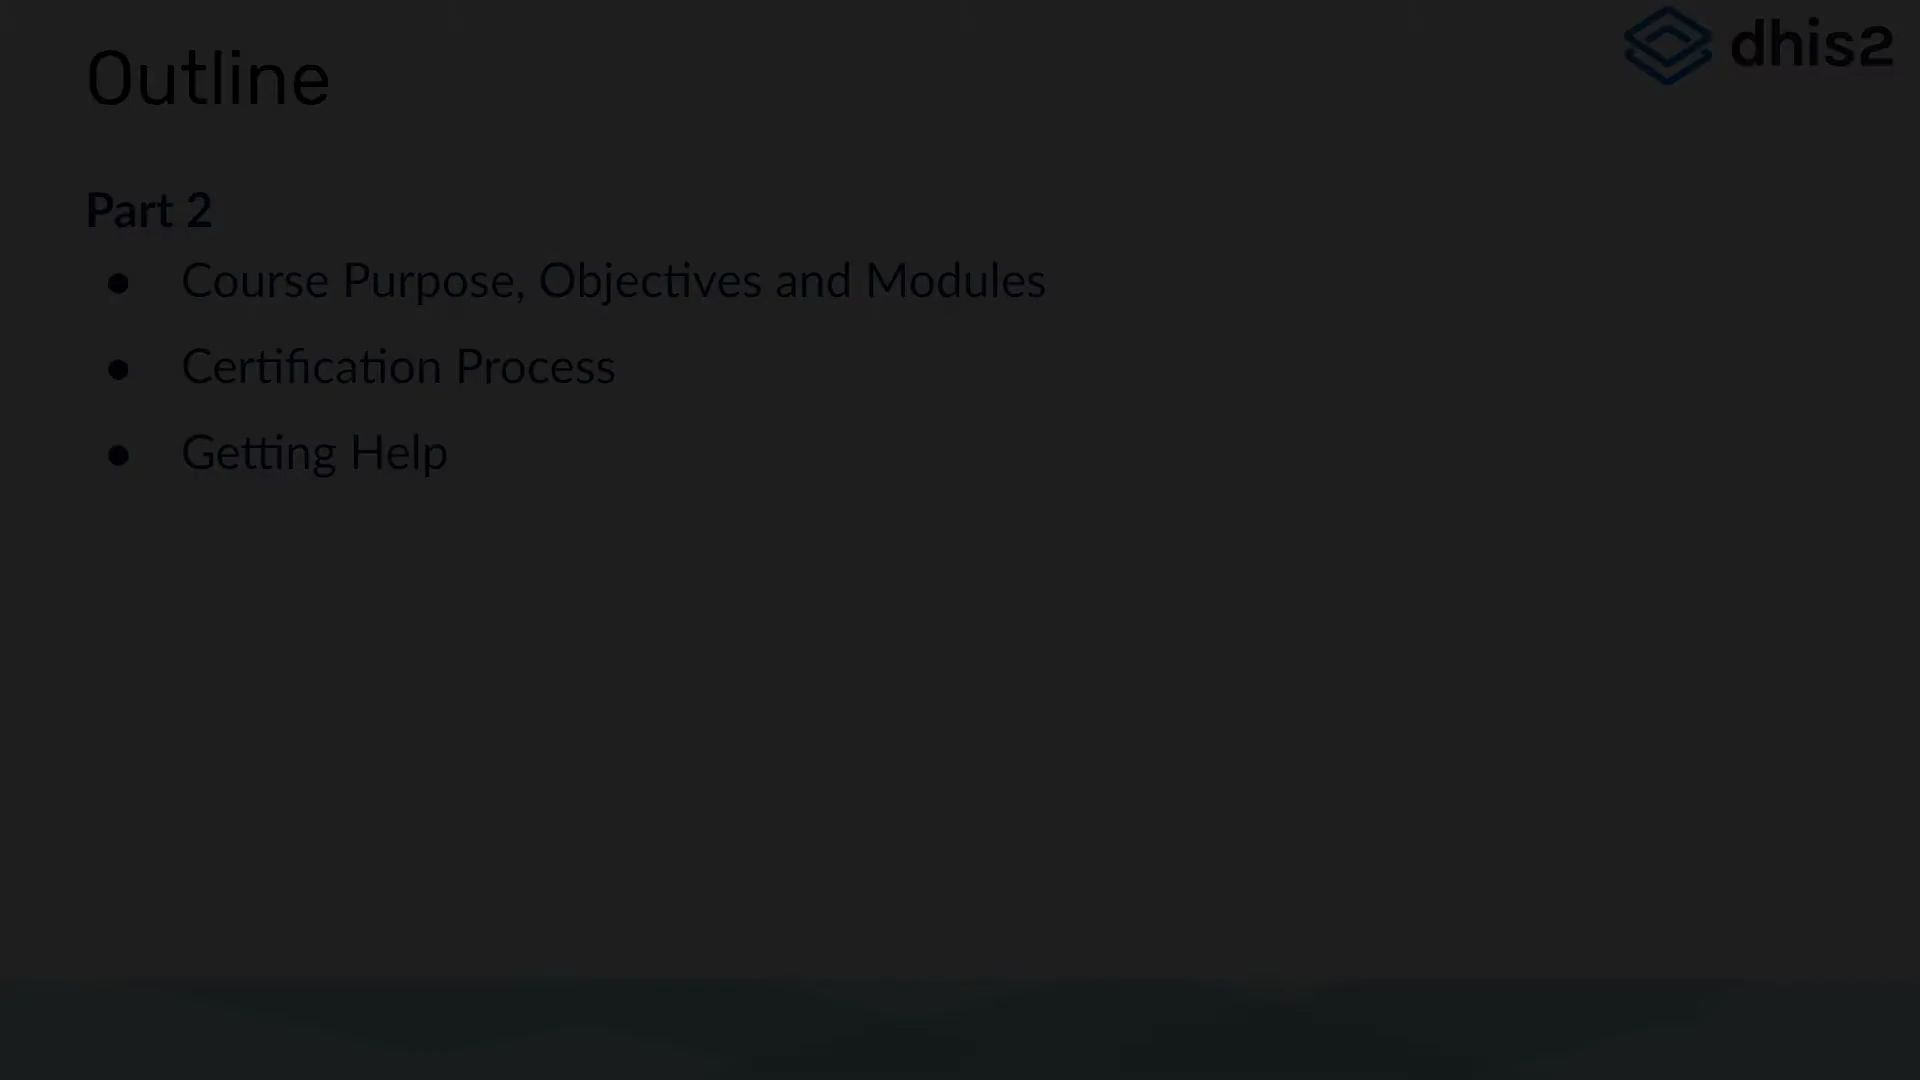 Outline
dhis2
Part 2
● Course Purpose, Objectives and Modules
● Certification Process
● Getting Help